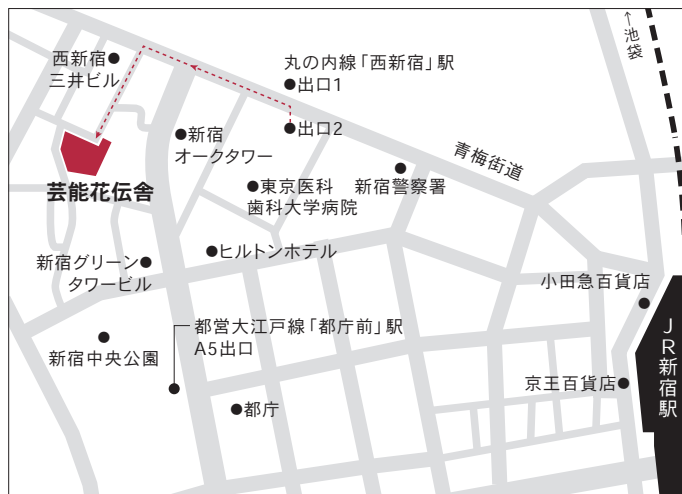 西新宿
三井ビル
丸の内線「西新宿」駅
出口1
出口2
↑池袋
新宿
オークタワー
青梅街道
芸能花伝舎
東京医科
歯科大学病院
新宿警察署
新宿グリーン
タワービル
ヒルトンホテル
小田急百貨店
都営大江戸線「都庁前」駅
A5出口
新宿中央公園
JR新宿駅
京王百貨店
都庁